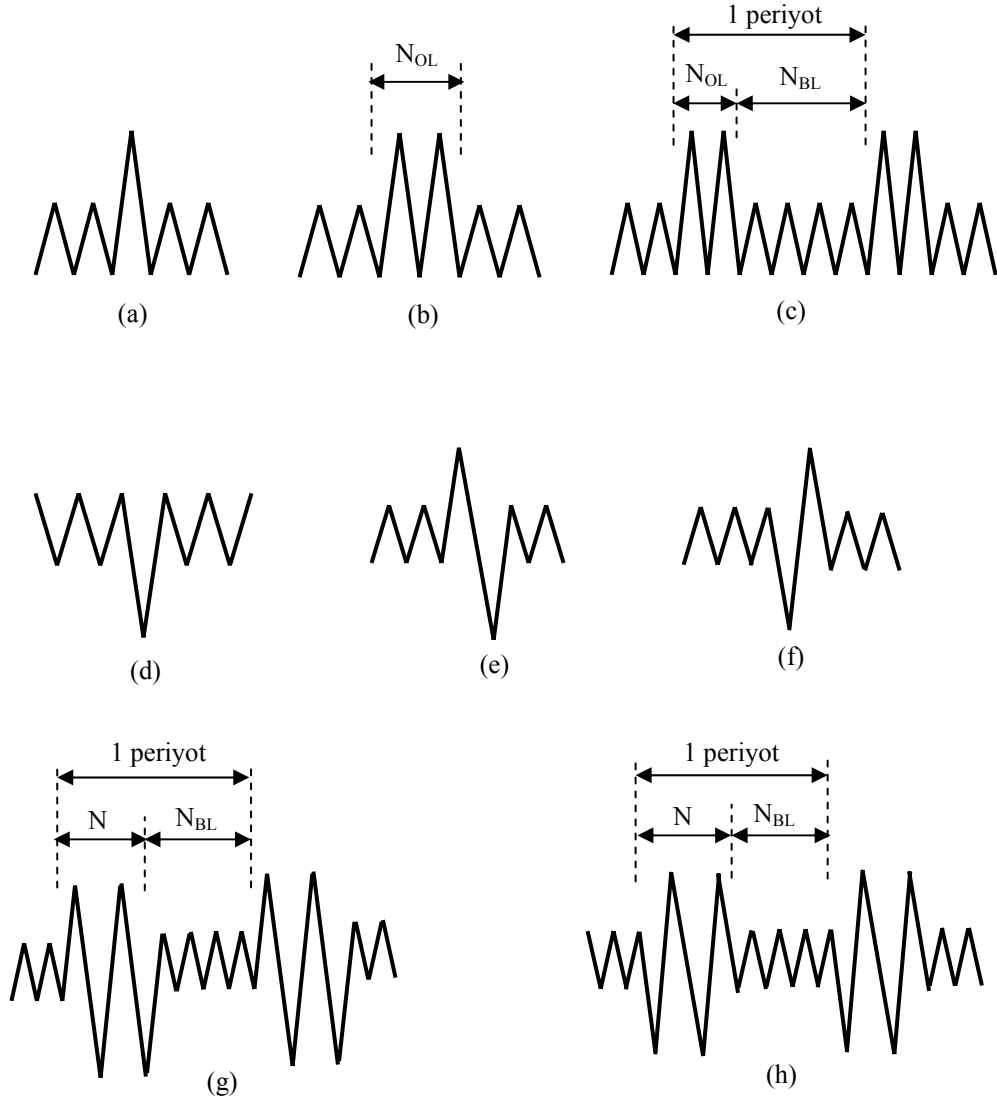 1 periyot
N_OL
N_OL N_BL
(a) (b) (c)
(d) (e) (f)
1 periyot 1 periyot
N N_BL N N_BL
(g) (h)